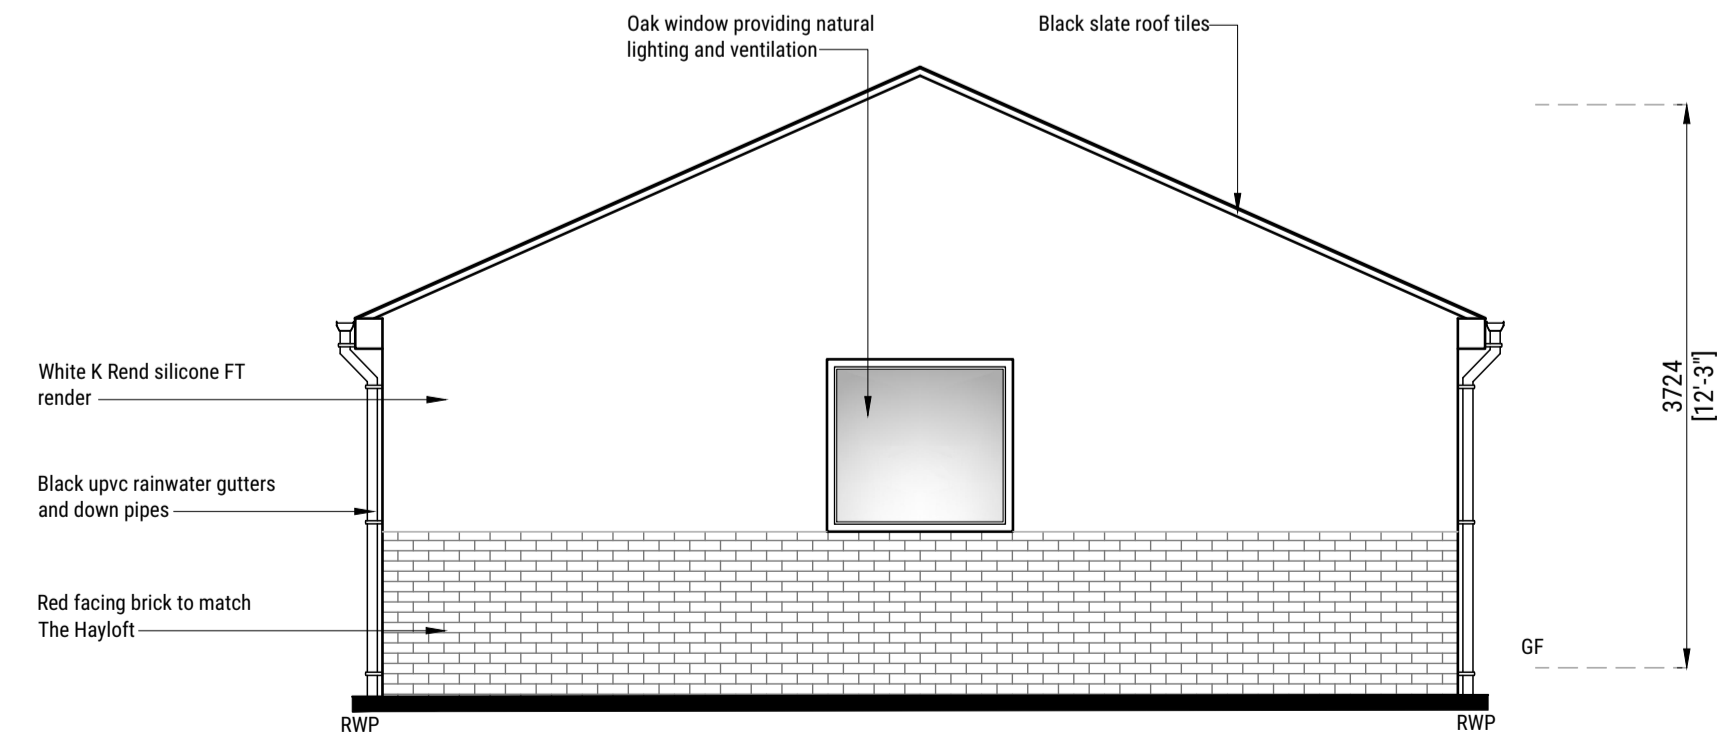 Oak window providing natural
lighting and ventilation
Black slate roof tiles
White K Rend silicone FT
render
Black upvc rainwater gutters
and down pipes
Red facing brick to match
The Hayloft
3724
[12'-3"]
GF
RWP
RWP